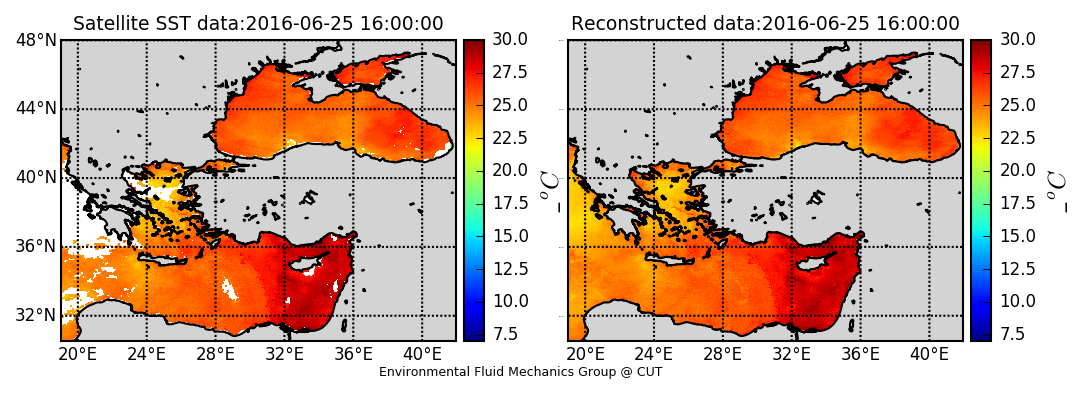 Satellite SST data:2016-06-25 16:00:00
48°N
44°N
40°N
36°N
32°N
20°E 24°E 28°E 32°E 36°E 40°E
30.0
27.5
25.0
22.5
20.0
17.5
15.0
12.5
10.0
7.5
_°C
Reconstructed data:2016-06-25 16:00:00
20°E 24°E 28°E 32°E 36°E 40°E
30.0
27.5
25.0
22.5
20.0
17.5
15.0
12.5
10.0
7.5
_°C
Environmental Fluid Mechanics Group @ CUT